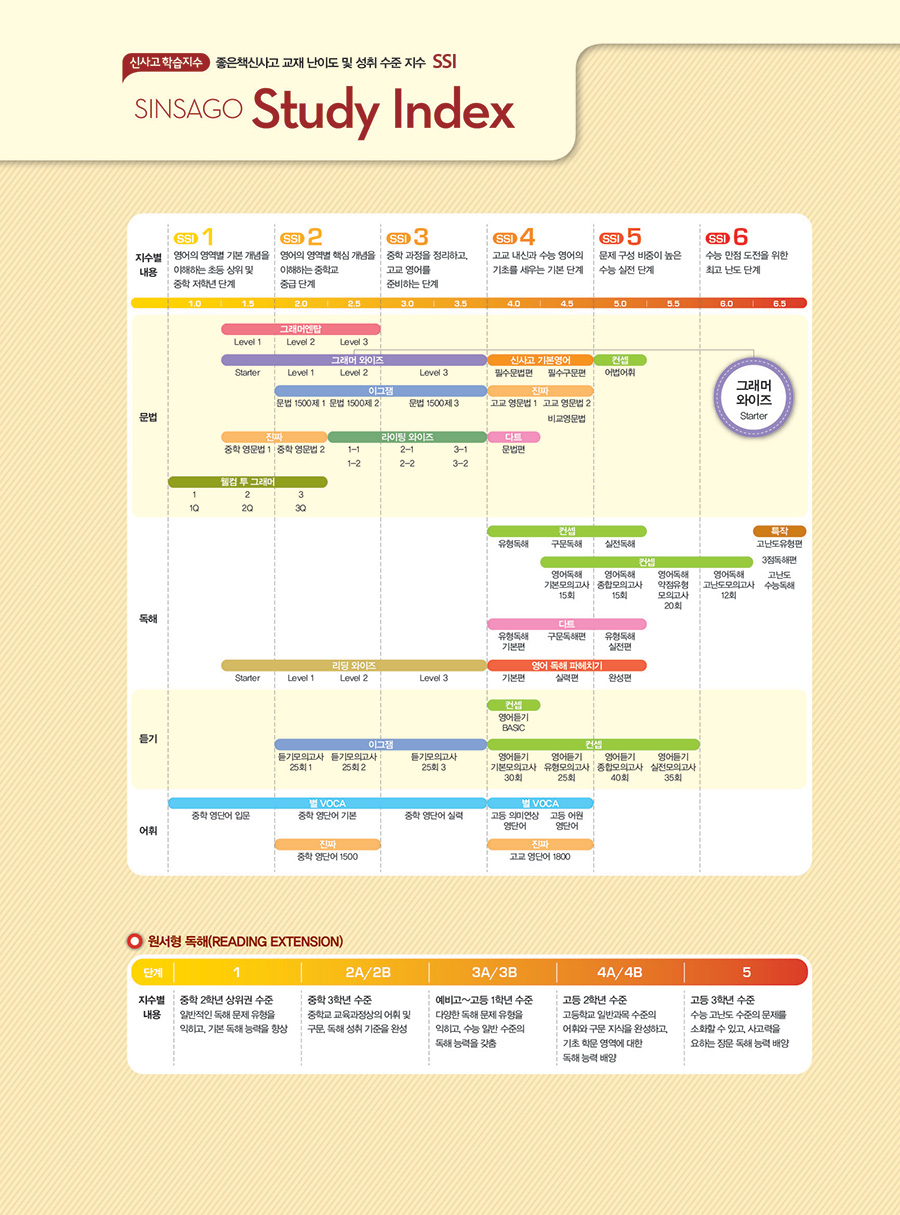 신사고 학습지수 좋은책신사고 교재 난이도 및 성취 수준 지수 SSI
SINSAGO Study Index
지수별
내용
SSI 1
영어의 영역별 기본 개념을
이해하는 초등 상위 및
중학 저학년 단계
SSI 2
영어의 영역별 핵심 개념을
이해하는 중학교
중급 단계
SSI 3
중학 과정을 정리하고,
고교 영어를
준비하는 단계
SSI 4
고교 내신과 수능 영어의
기초를 세우는 기본 단계
SSI 5
문제 구성 비중이 높은
수능 실전 단계
SSI 6
수능 만점 도전을 위한
최고 난도 단계
1.0 1.5 2.0 2.5 3.0 3.5 4.0 4.5 5.0 5.5 6.0 6.5
문법
그래머엔탑
Level 1 Level 2 Level 3
그래머 와이즈 신사고 기본영어 컨셉
Starter Level 1 Level 2 Level 3 필수문법편 필수구문편 어법어휘
그래머
와이즈
Starter
이그잼 진짜
문법 1500제 1 문법 1500제 2 문법 1500제 3 고교 영문법 1 고교 영문법 2
비교영문법
진짜 라이팅 와이즈 다트
중학 영문법 1 중학 영문법 2 1-1 2-1 3-1 문법편
1-2 2-2 3-2
웰컴 투 그래머
1 2 3
1Q 2Q 3Q
독해
컨셉 특작
유형독해 구문독해 실전독해 고난도유형편
3점독해편
고난도
수능독해
컨셉
영어독해 영어독해 영어독해 영어독해
기본모의고사 종합모의고사 약점유형 고난도모의고사
15회 15회 모의고사 12회
20회
다트
유형독해 구문독해편 유형독해
기본편 실전편
리딩 와이즈 영어 독해 파헤치기
Starter Level 1 Level 2 Level 3 기본편 실력편 완성편
듣기
컨셉
영어듣기
BASIC
이그잼 컨셉
듣기모의고사 듣기모의고사 듣기모의고사 영어듣기 영어듣기 영어듣기 영어듣기
25회 1 25회 2 25회 3 기본모의고사 유형모의고사 종합모의고사 실전모의고사
30회 25회 40회 35회
어휘
별 VOCA 별 VOCA
중학 영단어 입문 중학 영단어 기본 중학 영단어 실력 고등 의미연상 고등 어원
영단어 영단어
진짜 진짜
중학 영단어 1500 고교 영단어 1800
원서형 독해(READING EXTENSION)
단계 1 2A/2B 3A/3B 4A/4B 5
지수별
내용
중학 2학년 상위권 수준
일반적인 독해 문제 유형을
익히고, 기본 독해 능력을 향상
중학 3학년 수준
중학교 교육과정상의 어휘 및
구문, 독해 성취 기준을 완성
예비고~고등 1학년 수준
다양한 독해 문제 유형을
익히고, 수능 일반 수준의
독해 능력을 갖춤
고등 2학년 수준
고등학교 일반과목 수준의
어휘와 구문 지식을 완성하고,
기초 학문 영역에 대한
독해 능력 배양
고등 3학년 수준
수능 고난도 수준의 문제를
소화할 수 있고, 사고력을
요하는 장문 독해 능력 배양